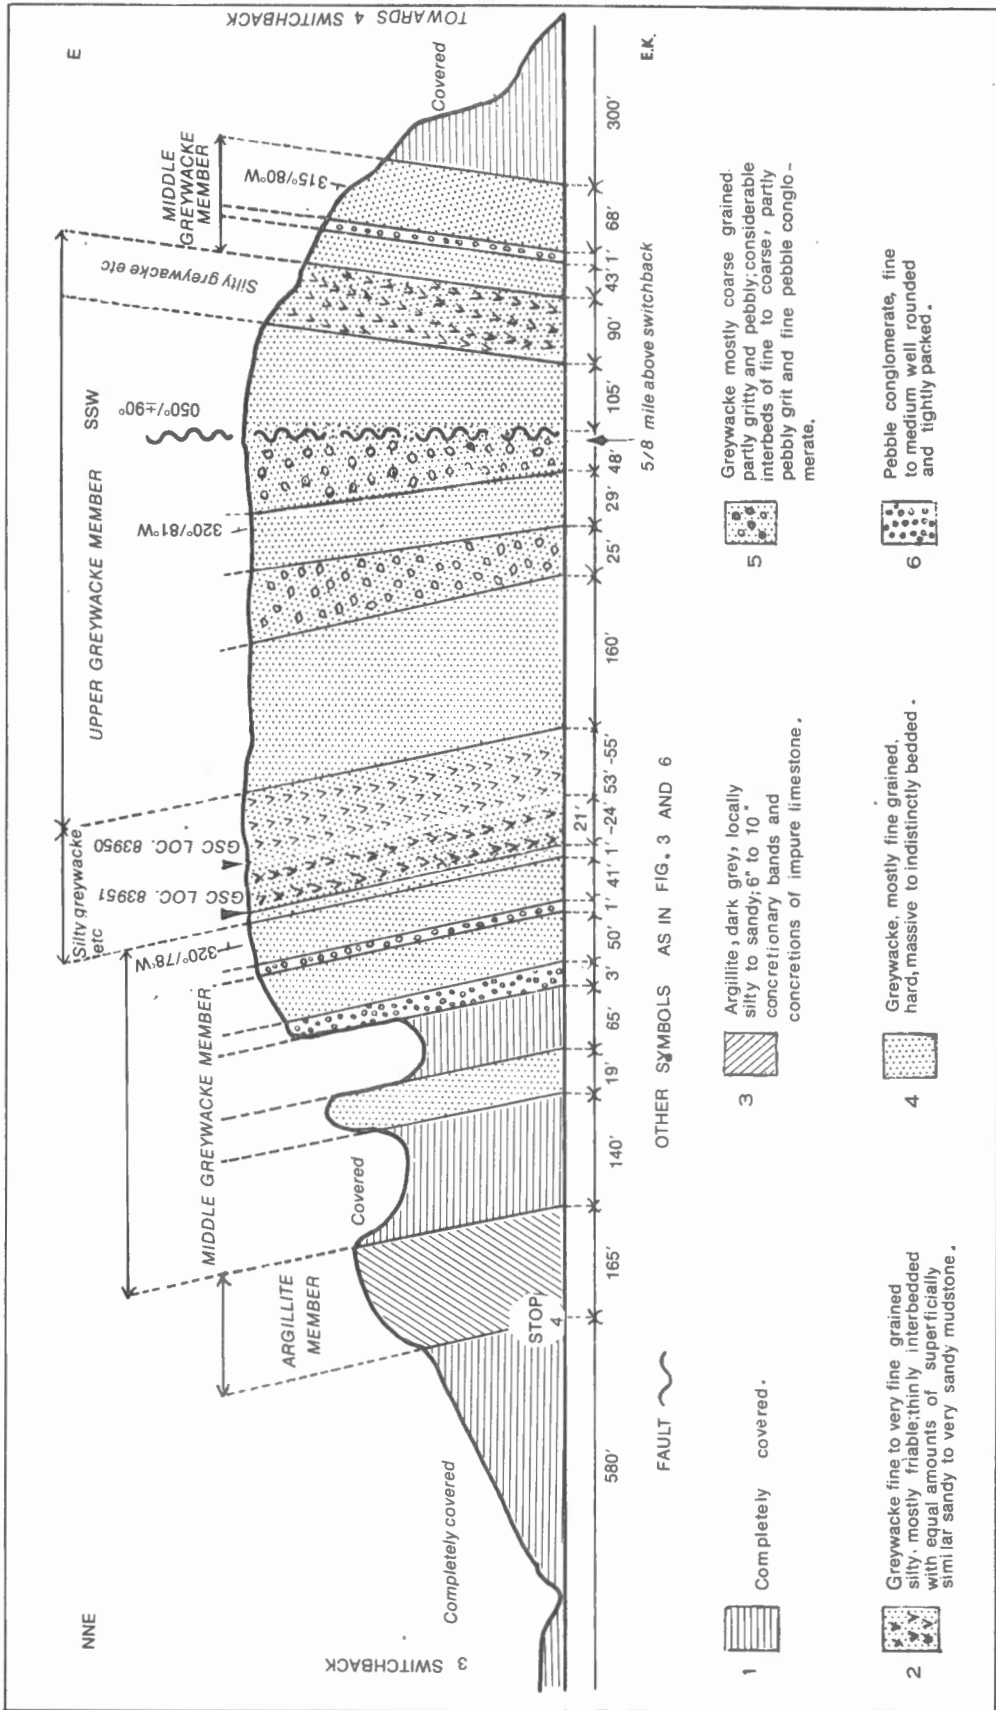 NNE
SSW
E
3 SWITCHBACK
TOWARDS 4 SWITCHBACK
UPPER GREYWACKE MEMBER
MIDDLE
GREYWACKE
MEMBER
Silty greywacke
etc
Silty greywacke etc
MIDDLE GREYWACKE MEMBER
ARGILLITE
MEMBER
GSC LOC. 83951
GSC LOC. 83950
320°/78°W
320°/81°W
050°/±90°
315°/80°W
Completely covered
Covered
Covered
STOP
4
580'
165'
140'
19'
65'
3'
50'
1'
41'
1'
-24'
21'
53'
-55'
160'
25'
29'
48'
105'
90'
43'
1'
68'
300'
5/8 mile above switchback
E.K.
FAULT
OTHER SYMBOLS AS IN FIG. 3 AND 6
1
Completely covered.
2
Greywacke fine to very fine grained
silty, mostly friable; thinly interbedded
with equal amounts of superficially
similar sandy to very sandy mudstone.
3
Argillite, dark grey, locally
silty to sandy; 6" to 10"
concretionary bands and
concretions of impure limestone.
4
Greywacke, mostly fine grained,
hard, massive to indistinctly bedded.
5
Greywacke mostly coarse grained
partly gritty and pebbly; considerable
interbeds of fine to coarse, partly
pebbly grit and fine pebble conglo-
merate.
6
Pebble conglomerate, fine
to medium well rounded
and tightly packed.